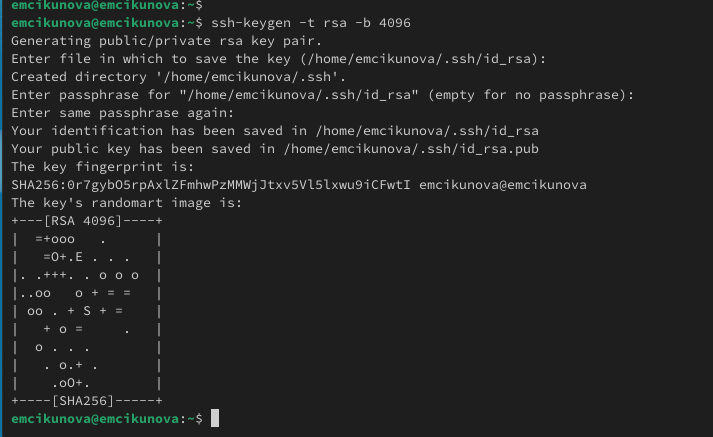 emcikunova@emcikunova:~$
emcikunova@emcikunova:~$ ssh-keygen -t rsa -b 4096
Generating public/private rsa key pair.
Enter file in which to save the key (/home/emcikunova/.ssh/id_rsa):
Created directory '/home/emcikunova/.ssh'.
Enter passphrase for "/home/emcikunova/.ssh/id_rsa" (empty for no passphrase):
Enter same passphrase again:
Your identification has been saved in /home/emcikunova/.ssh/id_rsa
Your public key has been saved in /home/emcikunova/.ssh/id_rsa.pub
The key fingerprint is:
SHA256:0r7gybO5rpAxlZFmhwPzMMWjJtxv5Vl5lxwu9iCFwtI emcikunova@emcikunova
The key's randomart image is:
+---[RSA 4096]----+
|  =+ooo   .      |
|   =O+.E . . .   |
|. .+++. . o o o  |
|..oo   o + = =   |
| oo . + S + =    |
|   + o =     .   |
|  o . . .        |
|   . o.+ .       |
|    .oO+.        |
+----[SHA256]-----+
emcikunova@emcikunova:~$